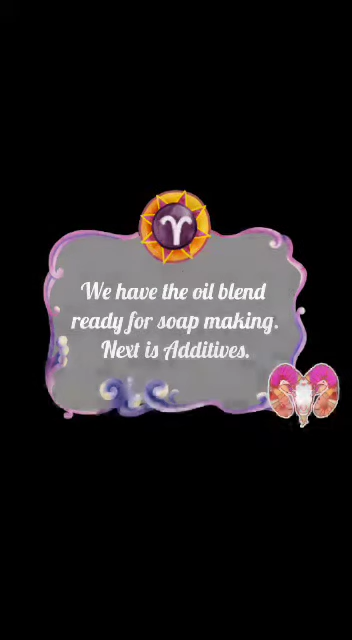 We have the oil blend
ready for soap making.
Next is Additives.